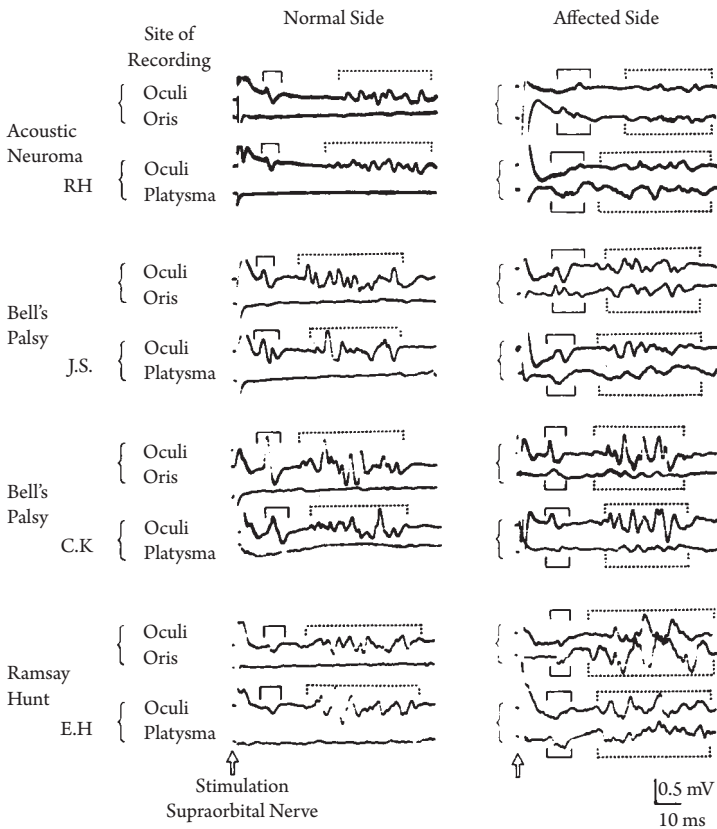 Normal Side
Affected Side
Site of
Recording
Acoustic
Neuroma
RH
Oculi
Oris
Oculi
Platysma
Bell's
Palsy
J.S.
Oculi
Oris
Oculi
Platysma
Bell's
Palsy
C.K
Oculi
Oris
Oculi
Platysma
Ramsay
Hunt
E.H
Oculi
Oris
Oculi
Platysma
Stimulation
Supraorbital Nerve
0.5 mV
10 ms